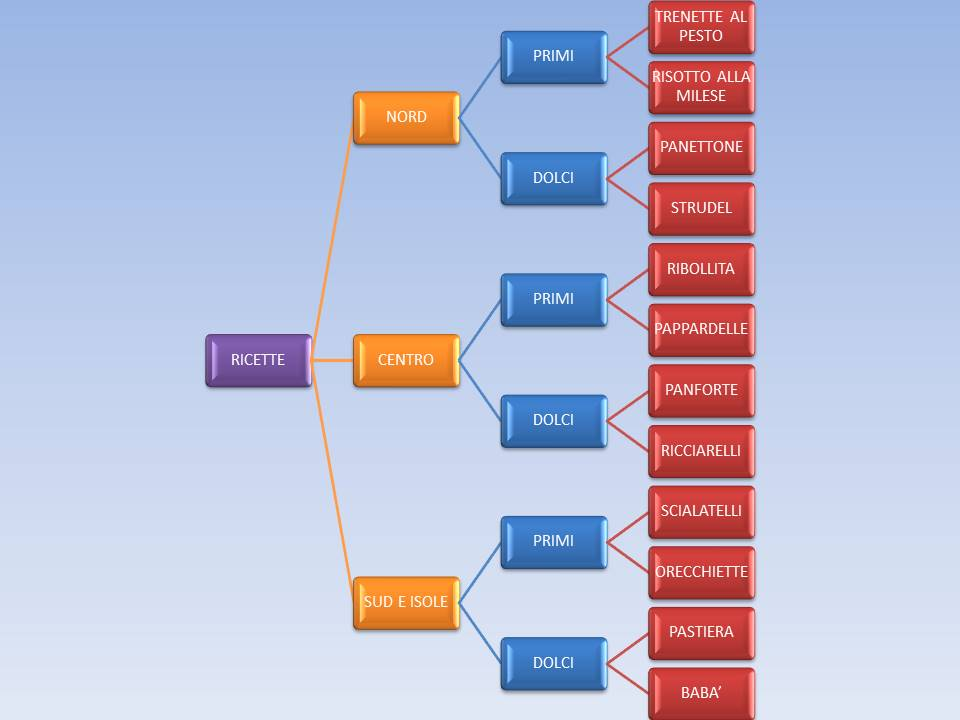 RICETTE
NORD
PRIMI
TRENETTE AL
PESTO
RISOTTO ALLA
MILESE
DOLCI
PANETTONE
STRUDEL
CENTRO
PRIMI
RIBOLLITA
PAPPARDELLE
DOLCI
PANFORTE
RICCIARELLI
SUD E ISOLE
PRIMI
SCIALATELLI
ORECCHIETTE
DOLCI
PASTIERA
BABA’